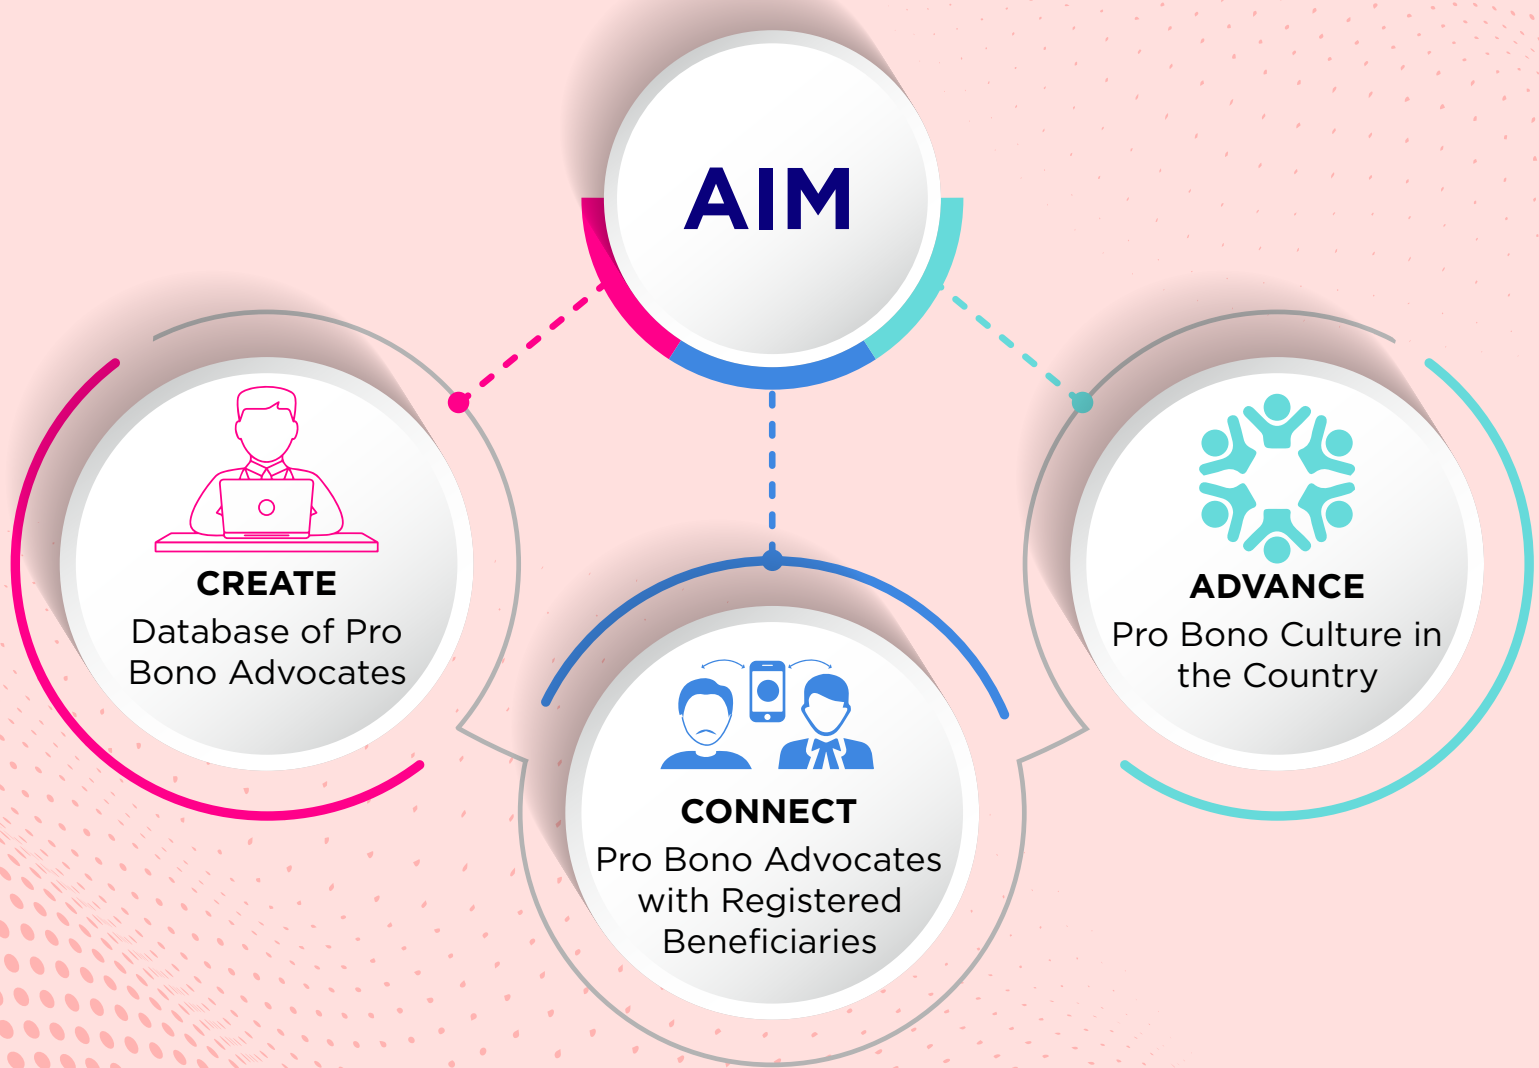 AIM
CREATE
Database of Pro
Bono Advocates
CONNECT
Pro Bono Advocates
with Registered
Beneficiaries
ADVANCE
Pro Bono Culture in
the Country